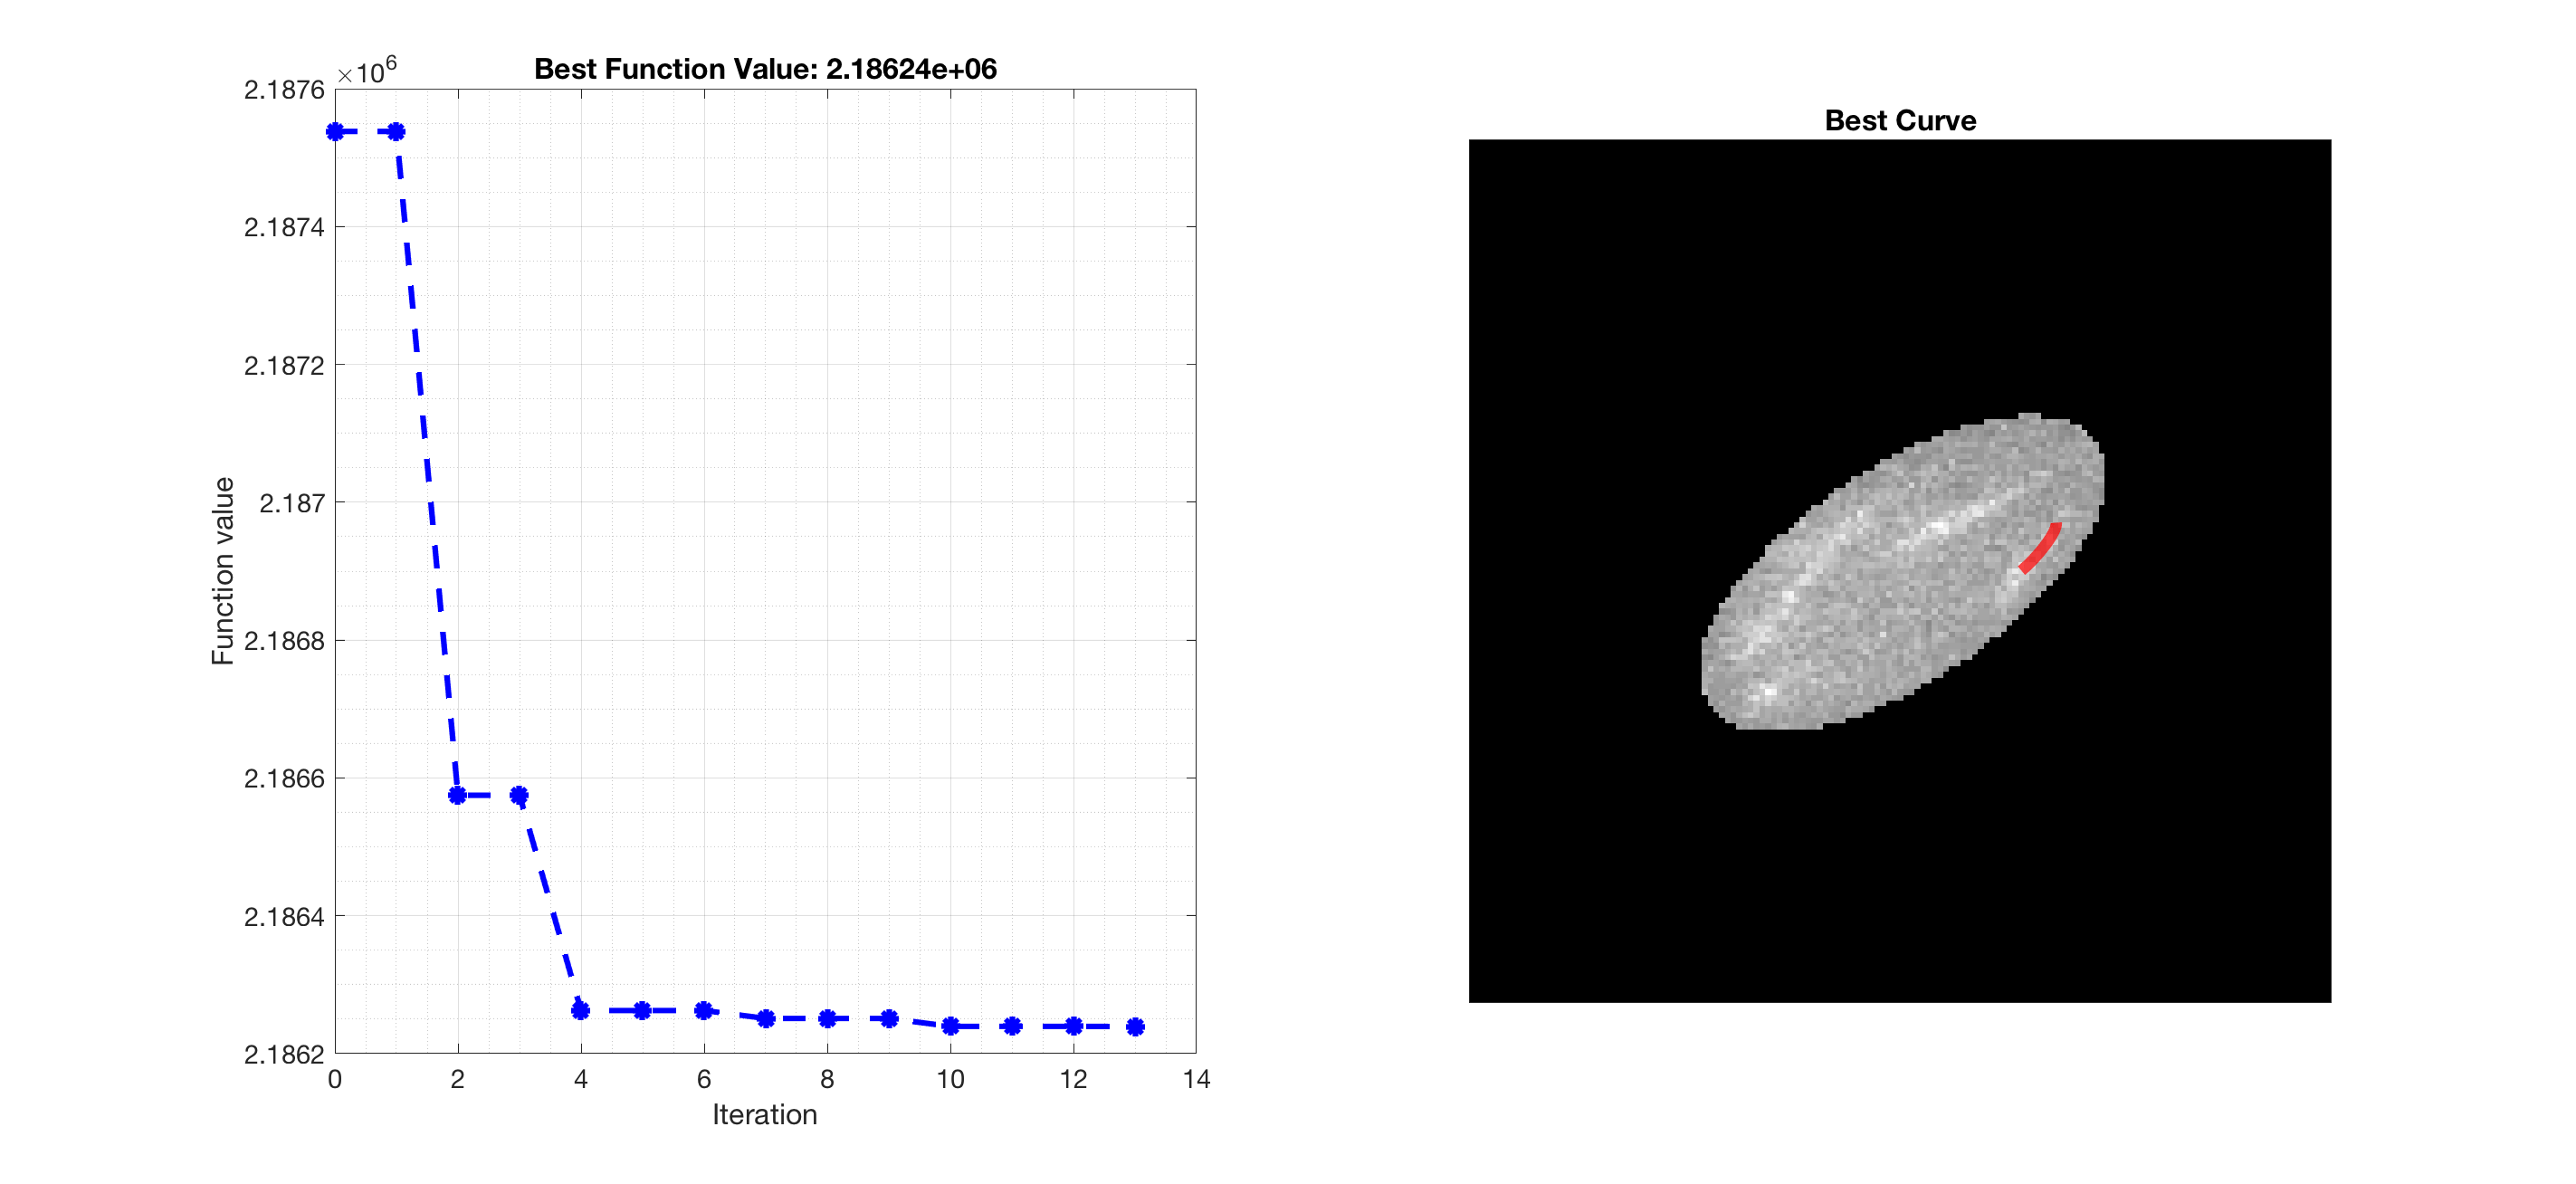 Best Function Value: 2.18624e+06
×10^6
2.1876
2.1874
2.1872
2.187
2.1868
2.1866
2.1864
2.1862
Function value
0 2 4 6 8 10 12 14
Iteration
Best Curve